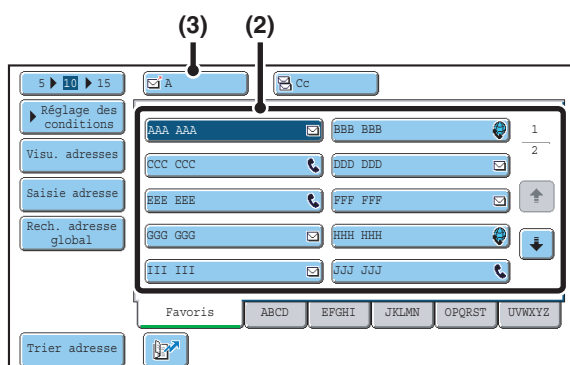 (3) (2)
5 10 15
A
Cc
Réglage des
conditions
Visu. adresses
Saisie adresse
Rech. adresse
global
AAA AAA
BBB BBB
CCC CCC
DDD DDD
EEE EEE
FFF FFF
GGG GGG
HHH HHH
III III
JJJ JJJ
1
2
Favoris ABCD EFGHI JKLMN OPQRST UVWXYZ
Trier adresse